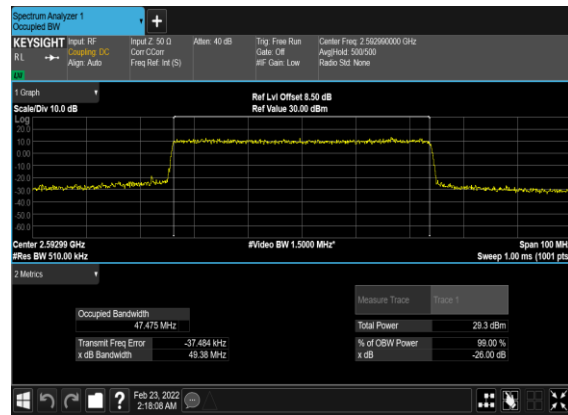 Spectrum Analyzer 1
Occupied BW
KEYSIGHT Input: RF Input Z: 50 Ω Atten: 40 dB Trig: Free Run Center Freq: 2.592990000 GHz
RL Coupling: DC Corr CCorr Gate: Off Avg|Hold: 500/500
Align: Auto Freq Ref: Int (S) #IF Gain: Low Radio Std: None
1 Graph
Ref Lvl Offset 8.50 dB
Scale/Div 10.0 dB Ref Value 30.00 dBm
Log
20.0
10.0
0.00
-10.0
-20.0
-30.0
-40.0
-50.0
-60.0
Center 2.59299 GHz #Video BW 1.5000 MHz* Span 100 MH
#Res BW 510.00 kHz Sweep 1.00 ms (1001 pts
2 Metrics
Measure Trace Trace 1
Occupied Bandwidth
47.475 MHz Total Power 29.3 dBm
Transmit Freq Error -37.484 kHz % of OBW Power 99.00 %
x dB Bandwidth 49.38 MHz x dB -26.00 dB
? Feb 23, 2022
2:18:08 AM